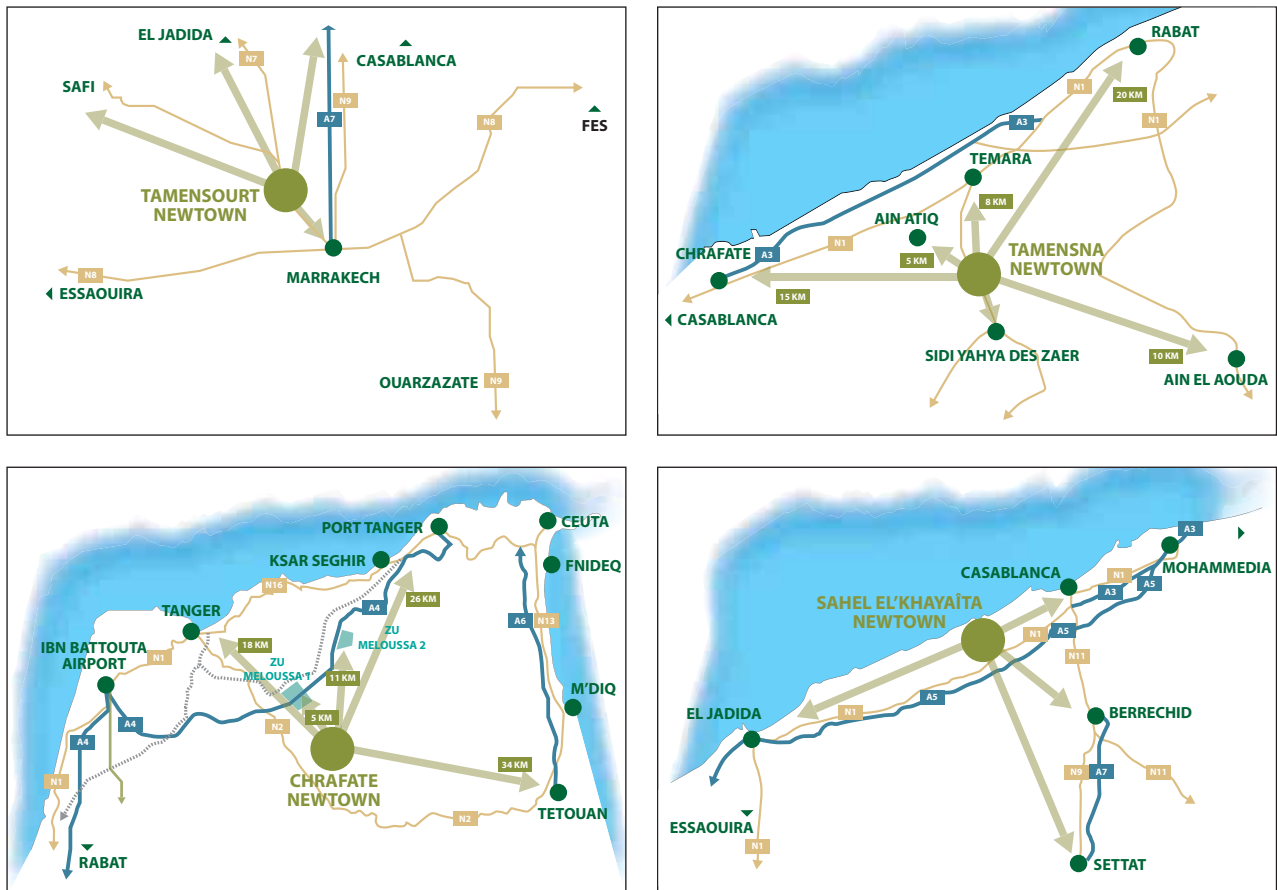 EL JADIDA
N7
CASABLANCA
SAFI
N9
A7
N8
FES
TAMENSOURT
NEWTOWN
MARRAKECH
N8
ESSAOUIRA
OUARZAZATE
N9
RABAT
N1
20 KM
N1
A3
TEMARA
8 KM
AIN ATIQ
N1
CHRAFATE
A3
5 KM
TAMENSNA
NEWTOWN
15 KM
CASABLANCA
SIDI YAHYA DES ZAER
10 KM
AIN EL AOUDA
PORT TANGER
CEUTA
KSAR SEGHIR
FNIDEQ
N16
26 KM
A4
TANGER
A6
N13
IBN BATTOUTA
AIRPORT
18 KM
ZU
MELOUSSA 2
N1
ZU
MELOUSSA 1
11 KM
M'DIQ
5 KM
A4
N2
A4
34 KM
N1
CHRAFATE
NEWTOWN
TETOUAN
N2
RABAT
A3
MOHAMMEDIA
CASABLANCA
N1
A5
A3
SAHEL EL'KHAYAÎTA
NEWTOWN
N1
A5
N11
A5
EL JADIDA
N1
BERRECHID
N9
A7
N11
ESSAOUIRA
N1
SETTAT